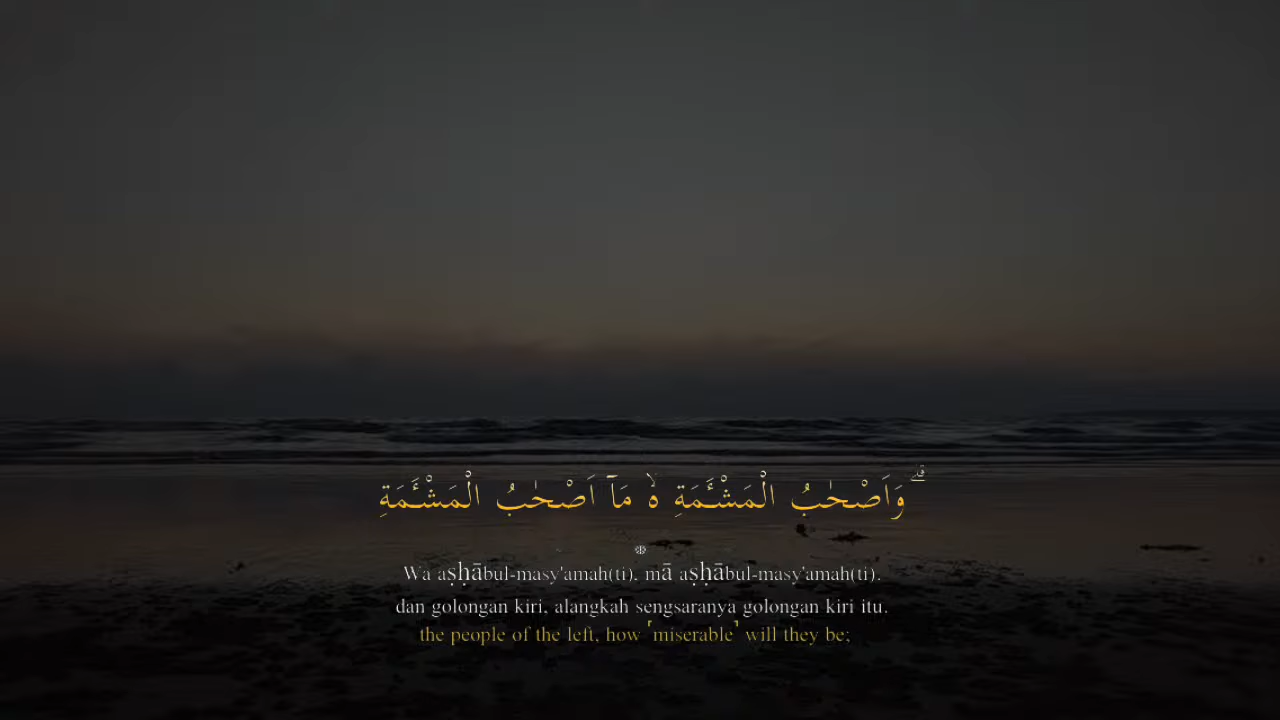 وَاَصْحٰبُ الْمَشْـَٔمَةِ ەۙ مَآ اَصْحٰبُ الْمَشْـَٔمَةِۗ
Wa aṣḥābul-masy'amah(ti), mā aṣḥābul-masy'amah(ti).
dan golongan kiri, alangkah sengsaranya golongan kiri itu.
the people of the left, how ˹miserable˺ will they be;